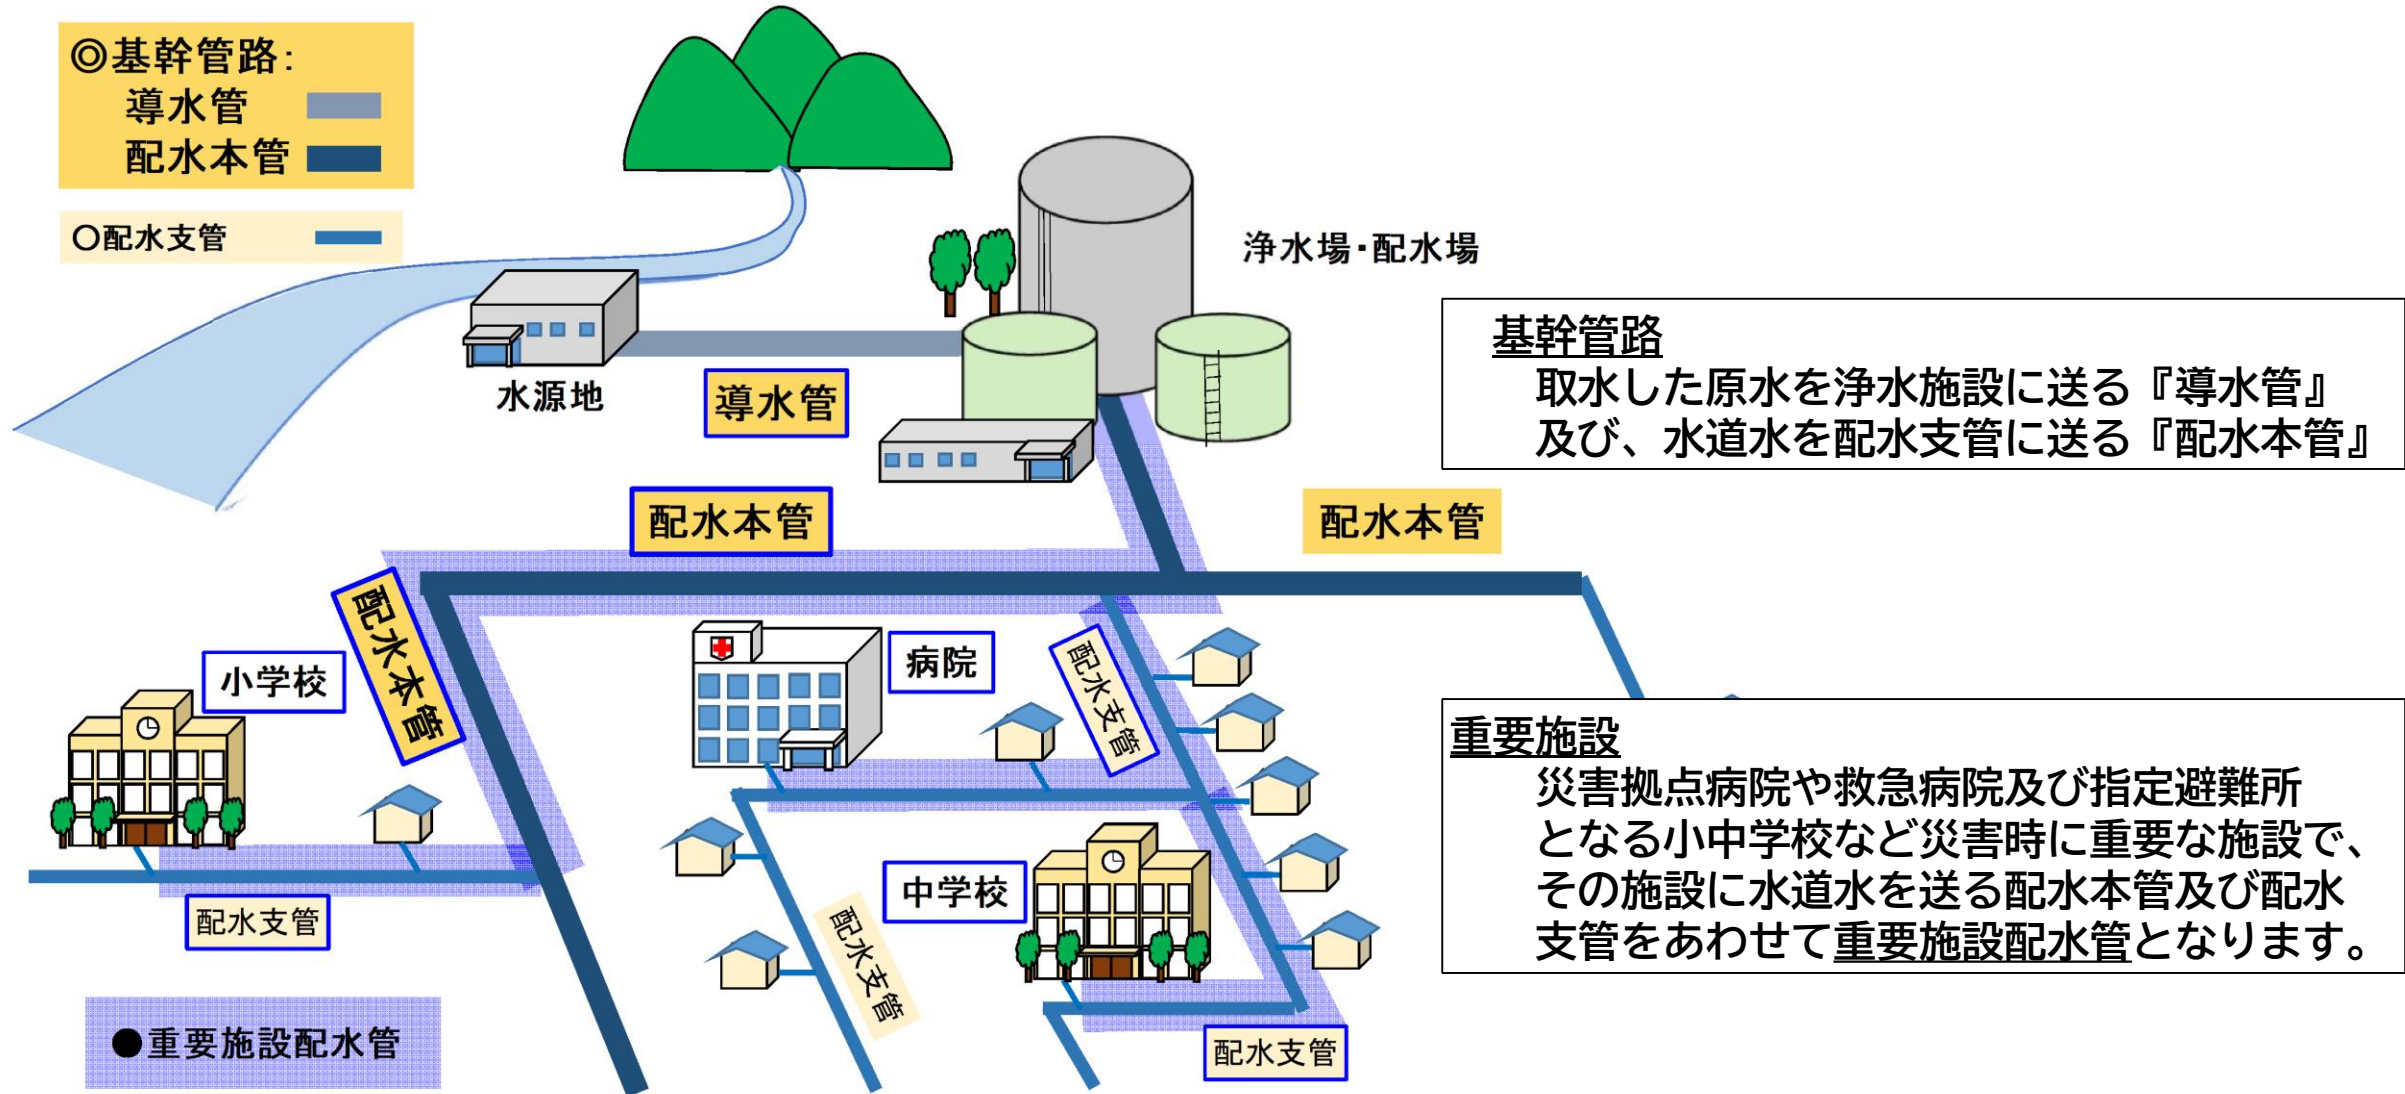 ◎基幹管路:
導水管
配水本管
○配水支管
浄水場・配水場
水源地
導水管
基幹管路
取水した原水を浄水施設に送る『導水管』
及び、水道水を配水支管に送る『配水本管』
配水本管
配水本管
配水本管
小学校
病院
配水支管
重要施設
災害拠点病院や救急病院及び指定避難所
となる小中学校など災害時に重要な施設で、
その施設に水道水を送る配水本管及び配水
支管をあわせて重要施設配水管となります。
中学校
配水支管
配水支管
●重要施設配水管
配水支管